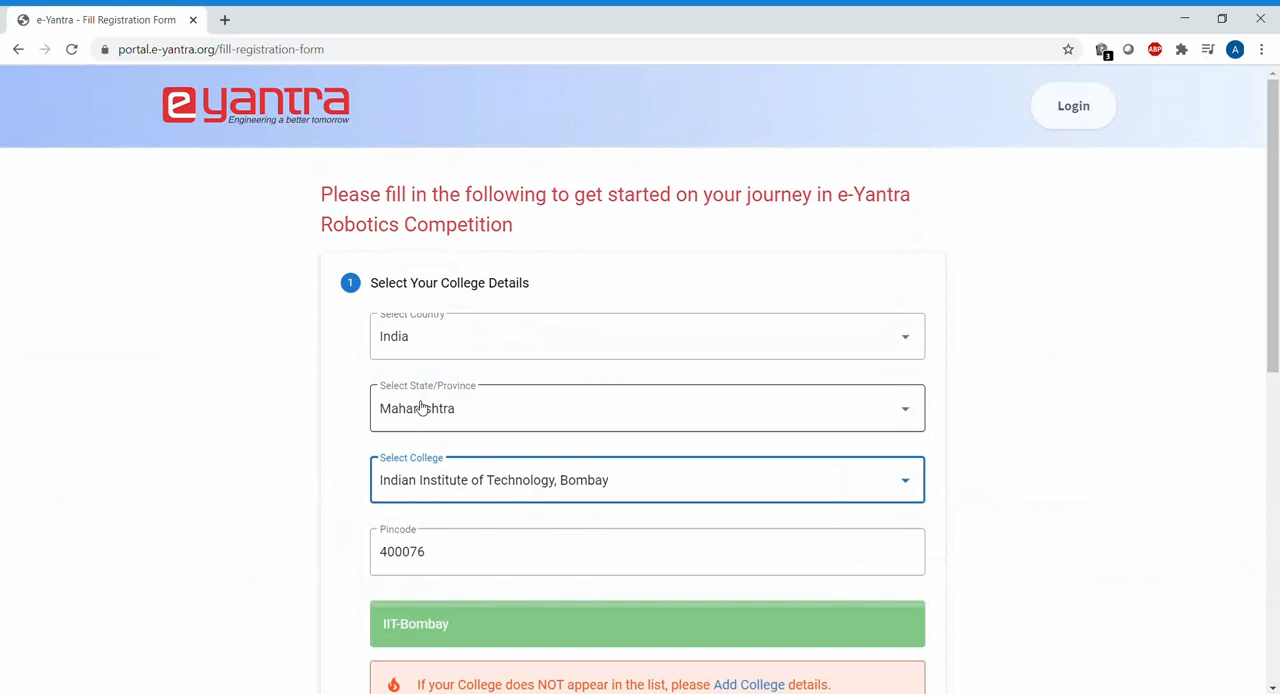 e-Yantra - Fill Registration Form
portal.e-yantra.org/fill-registration-form
3
ABP
A
e yantra
Engineering a better tomorrow
Login
Please fill in the following to get started on your journey in e-Yantra
Robotics Competition
1 Select Your College Details
Select Country
India
Select State/Province
Maharashtra
Select College
Indian Institute of Technology, Bombay
Pincode
400076
IIT-Bombay
If your College does NOT appear in the list, please Add College details.